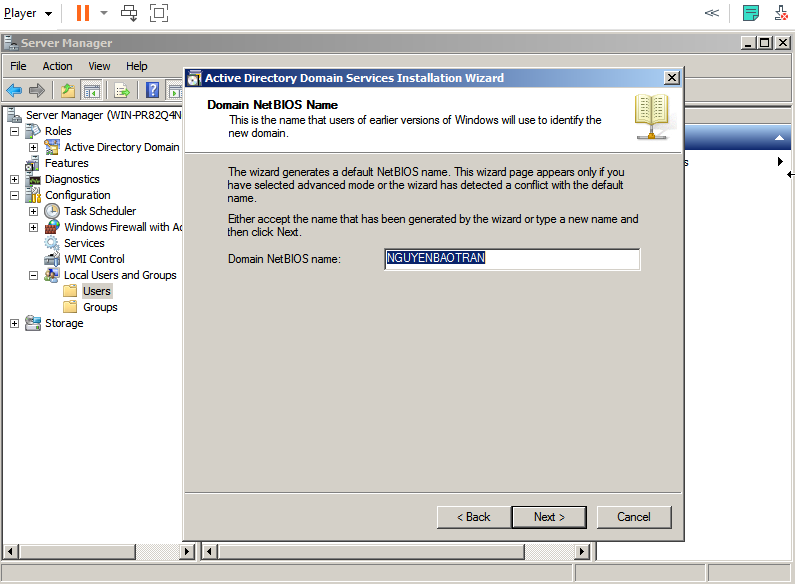 Player
Server Manager
File Action View Help
Server Manager (WIN-PR82Q4N
Roles
Active Directory Domain
Features
Diagnostics
Configuration
Task Scheduler
Windows Firewall with Ad
Services
WMI Control
Local Users and Groups
Users
Groups
Storage
Active Directory Domain Services Installation Wizard
Domain NetBIOS Name
This is the name that users of earlier versions of Windows will use to identify the
new domain.
The wizard generates a default NetBIOS name. This wizard page appears only if you
have selected advanced mode or the wizard has detected a conflict with the default
name.
Either accept the name that has been generated by the wizard or type a new name and
then click Next.
Domain NetBIOS name: NGUYENBAOTRAN
< Back Next > Cancel
s